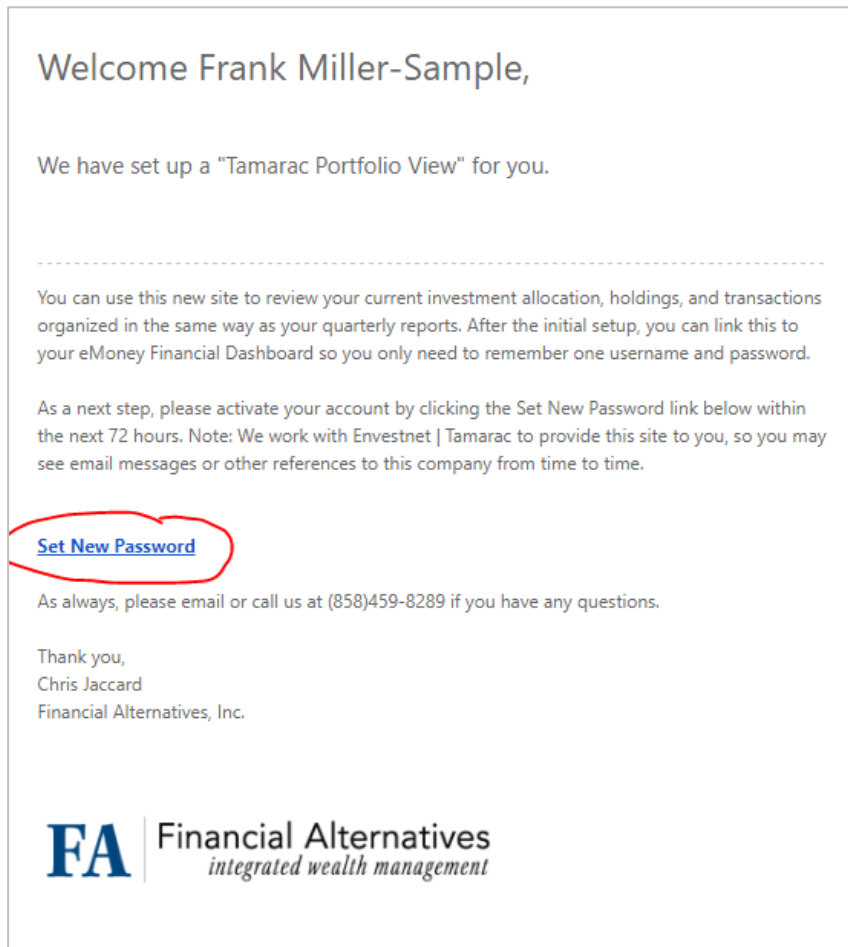 Welcome Frank Miller-Sample,
We have set up a "Tamarac Portfolio View" for you.
You can use this new site to review your current investment allocation, holdings, and transactions
organized in the same way as your quarterly reports. After the initial setup, you can link this to
your eMoney Financial Dashboard so you only need to remember one username and password.
As a next step, please activate your account by clicking the Set New Password link below within
the next 72 hours. Note: We work with Envestnet | Tamarac to provide this site to you, so you may
see email messages or other references to this company from time to time.
Set New Password
As always, please email or call us at (858)459-8289 if you have any questions.
Thank you,
Chris Jaccard
Financial Alternatives, Inc.
FA Financial Alternatives
integrated wealth management